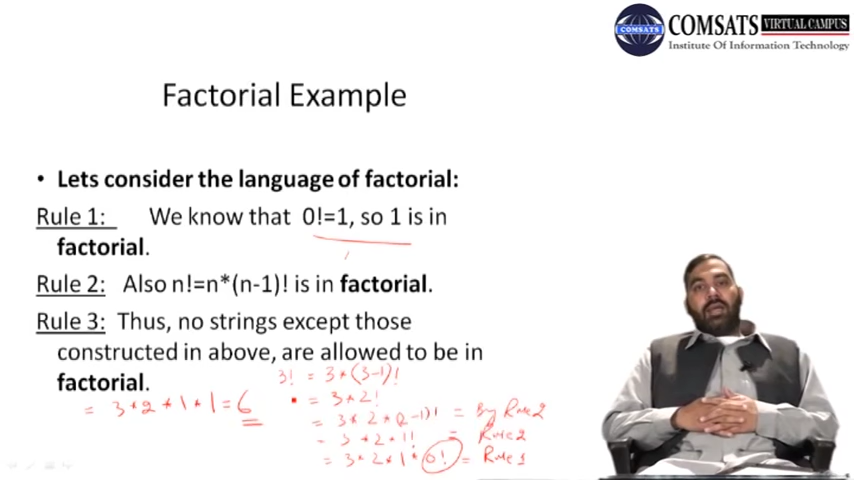 COMSATS
COMSATS VIRTUAL CAMPUS
Institute Of Information Technology
Factorial Example
• Lets consider the language of factorial:
Rule 1: We know that 0!=1, so 1 is in
factorial.
Rule 2: Also n!=n*(n-1)! is in factorial.
Rule 3: Thus, no strings except those
constructed in above, are allowed to be in
factorial.
3! = 3*(3-1)!
= 3*2!
= 3*2*(2-1)! = By Rule 2
= 3*2*1! = Rule 2
= 3*2*1*0! = Rule 1
= 3*2*1*1=6